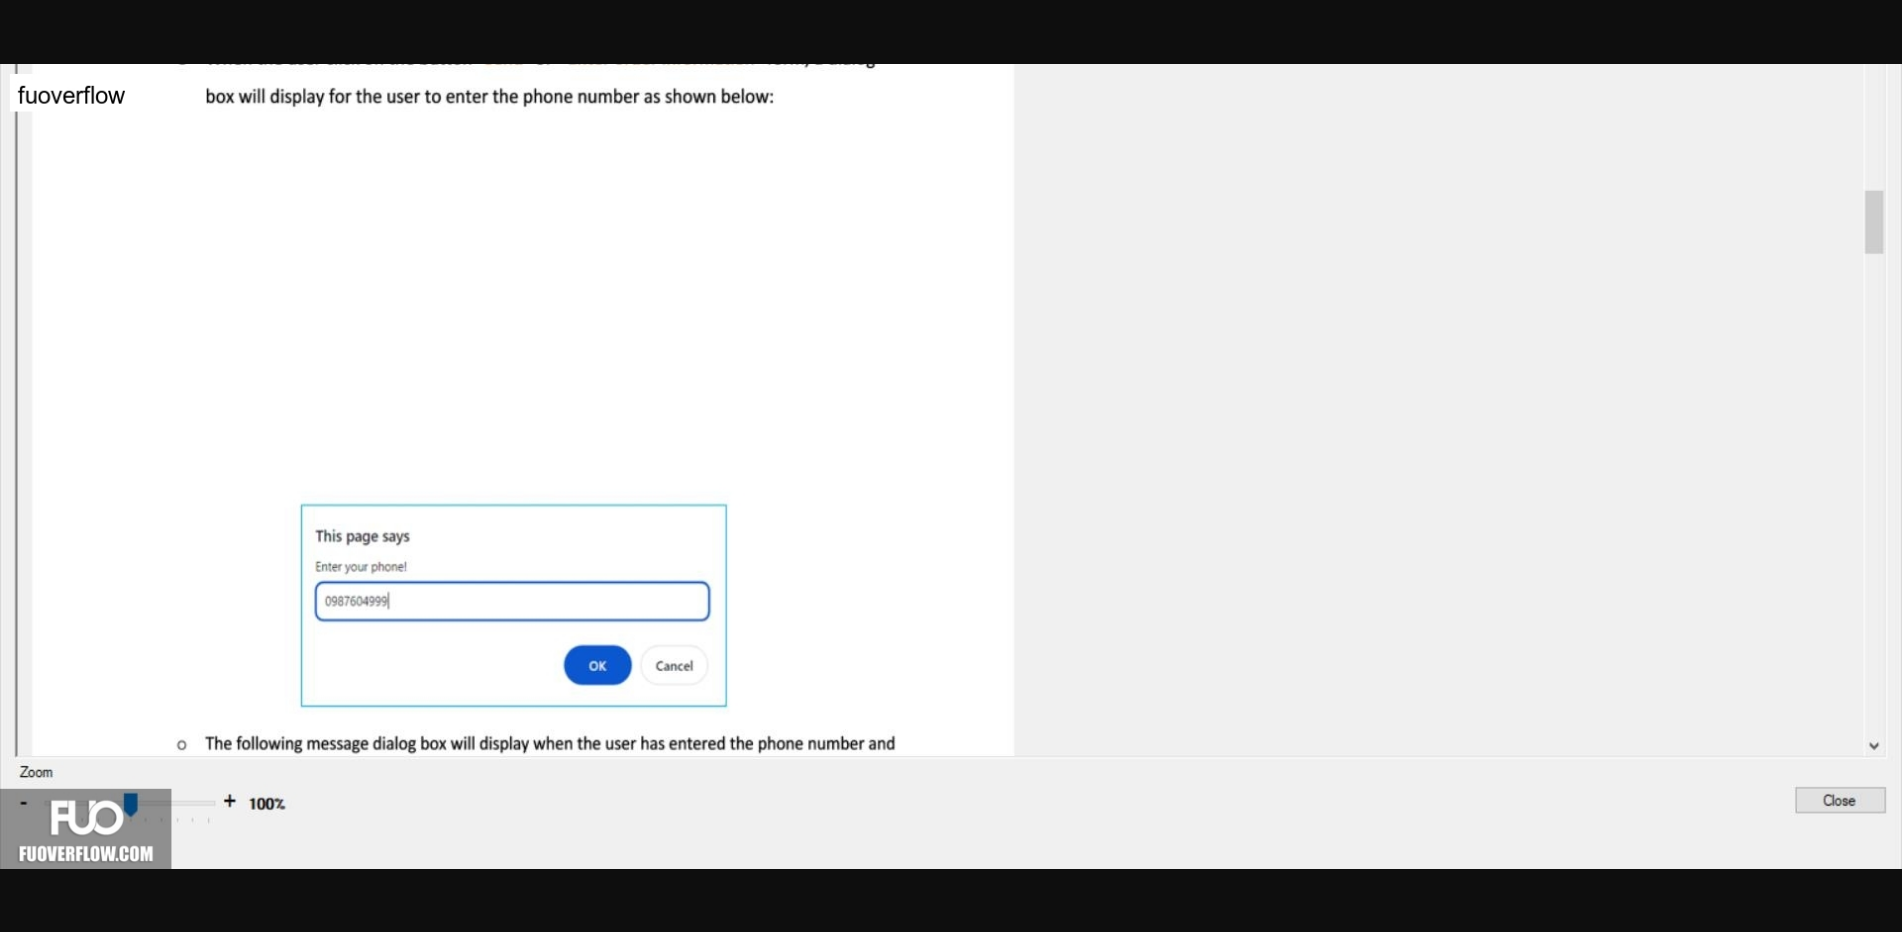 fuoverflow
box will display for the user to enter the phone number as shown below:
This page says
Enter your phone!
0987604999
OK Cancel
o The following message dialog box will display when the user has entered the phone number and
Zoom
- + 100%
Close
FUO
FUOVERFLOW.COM